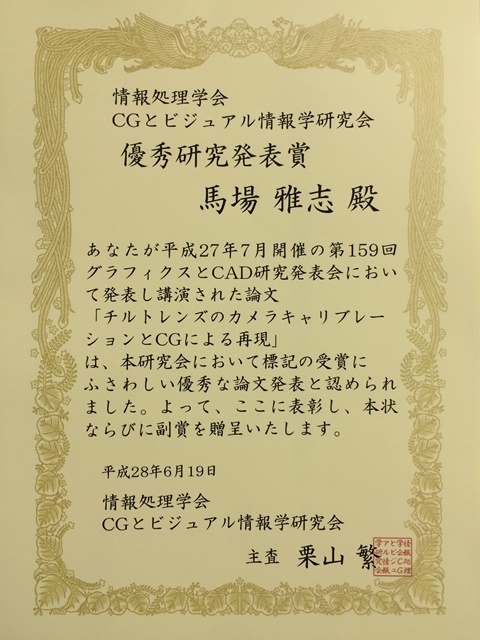 情報処理学会
CGとビジュアル情報学研究会
優秀研究発表賞
馬場 雅志 殿
あなたが平成27年7月開催の第159回
グラフィクスとCAD研究発表会におい
て発表し講演された論文
「チルトレンズのカメラキャリブレー
ションとCGによる再現」
は、本研究会において標記の受賞に
ふさわしい優秀な論文発表と認められ
ました。よって、ここに表彰し、本状
ならびに副賞を贈呈いたします。
平成28年6月19日
情報処理学会
CGとビジュアル情報学研究会
主査 栗山 繁